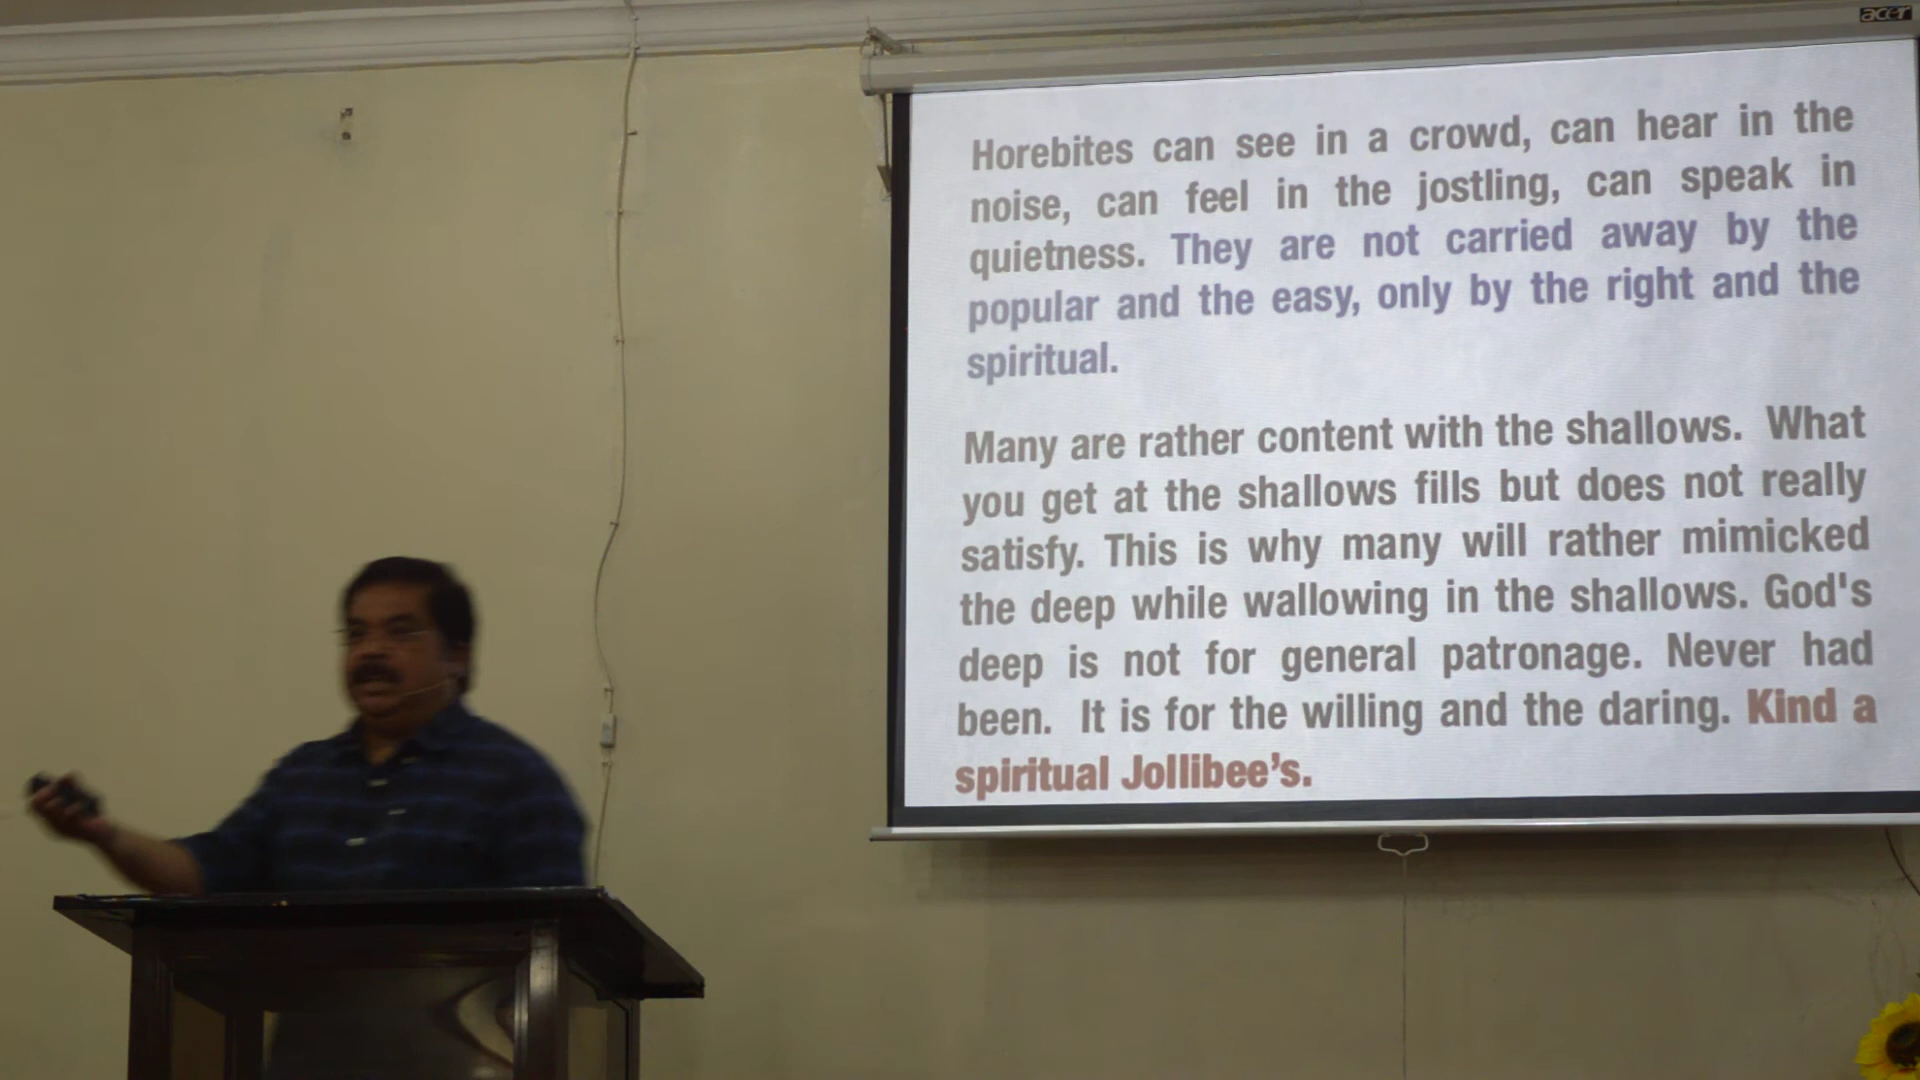 acer
Horebites can see in a crowd, can hear in the
noise, can feel in the jostling, can speak in
quietness. They are not carried away by the
popular and the easy, only by the right and the
spiritual.
Many are rather content with the shallows. What
you get at the shallows fills but does not really
satisfy. This is why many will rather mimicked
the deep while wallowing in the shallows. God's
deep is not for general patronage. Never had
been. It is for the willing and the daring. Kind a
spiritual Jollibee’s.